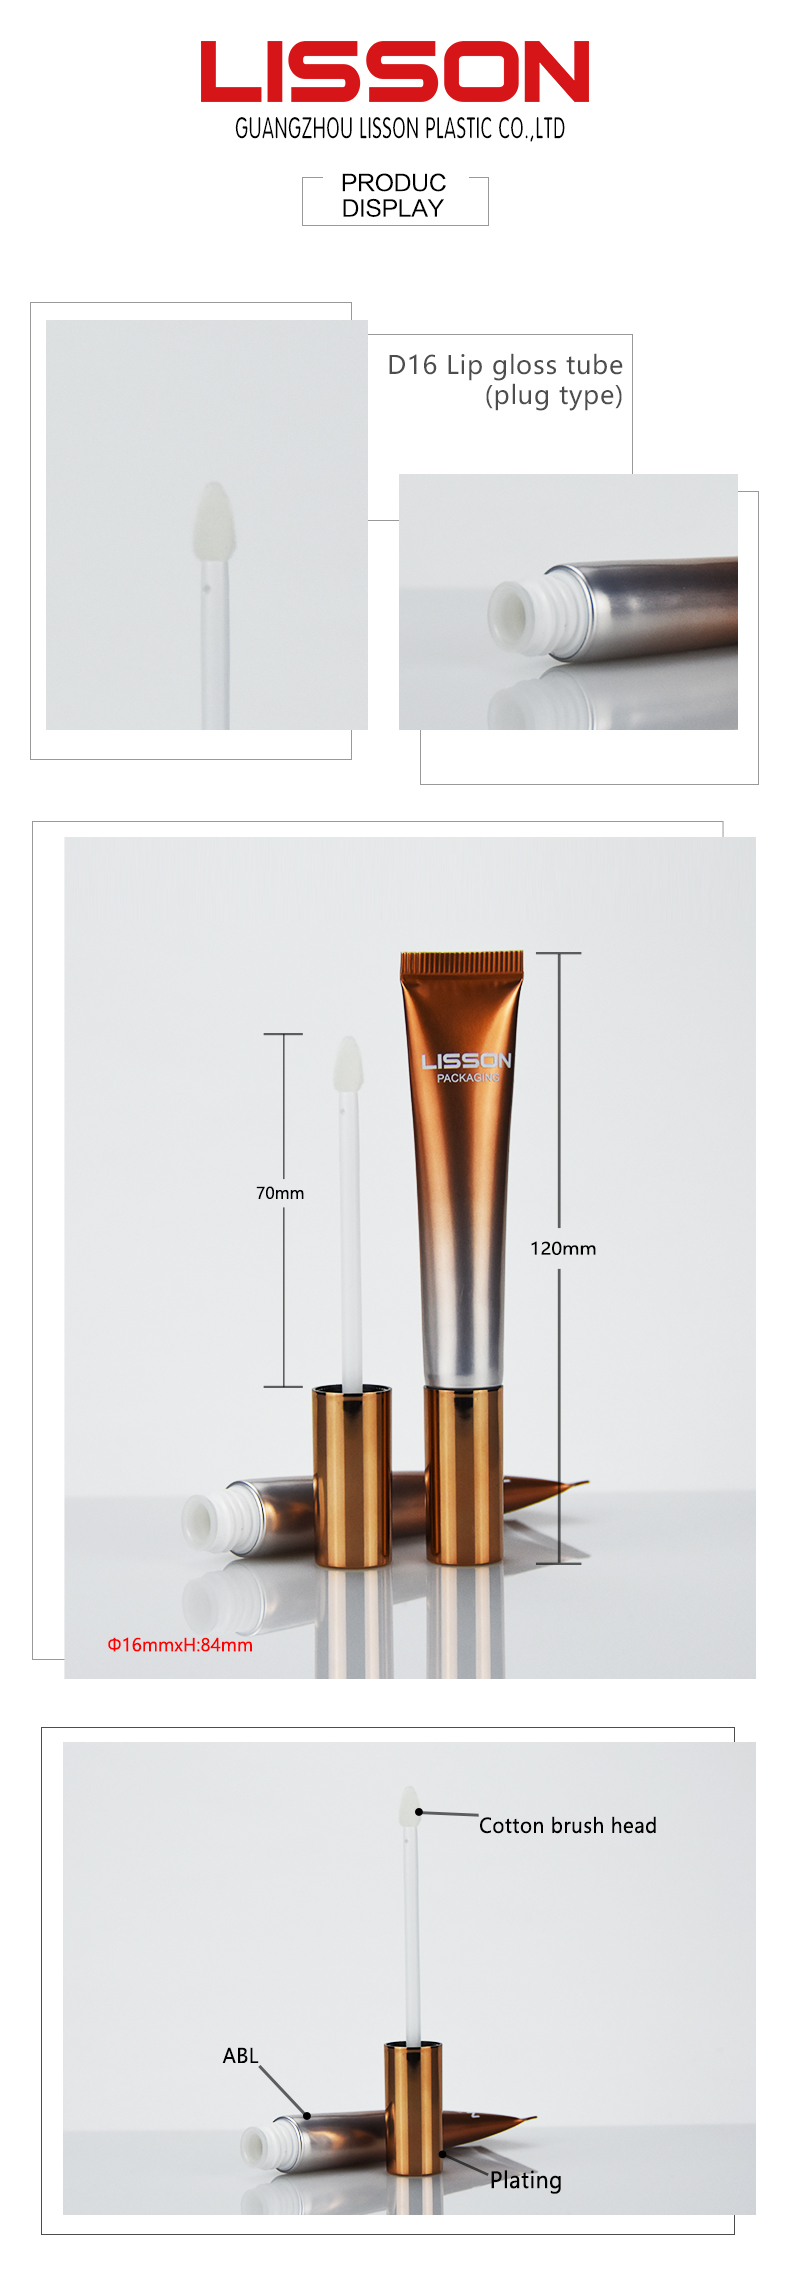 LISSON
GUANGZHOU LISSON PLASTIC CO.,LTD
PRODUC
DISPLAY
D16 Lip gloss tube
(plug type)
LISSON
PACKAGING
70mm
120mm
Φ16mmxH:84mm
Cotton brush head
ABL
Plating